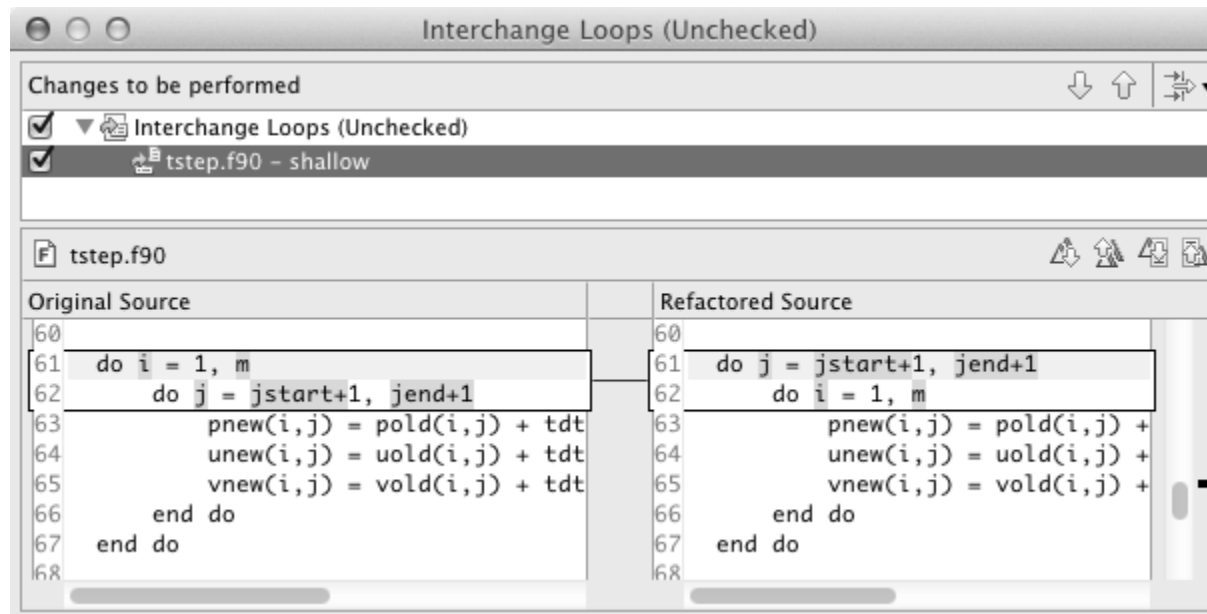 Interchange Loops (Unchecked)
Changes to be performed
Interchange Loops (Unchecked)
tstep.f90 – shallow
F tstep.f90
Original Source
60
61 do i = 1, m
62 do j = jstart+1, jend+1
63 pnew(i,j) = pold(i,j) + tdt
64 unew(i,j) = uold(i,j) + tdt
65 vnew(i,j) = vold(i,j) + tdt
66 end do
67 end do
68
Refactored Source
60
61 do j = jstart+1, jend+1
62 do i = 1, m
63 pnew(i,j) = pold(i,j) +
64 unew(i,j) = uold(i,j) +
65 vnew(i,j) = vold(i,j) +
66 end do
67 end do
68